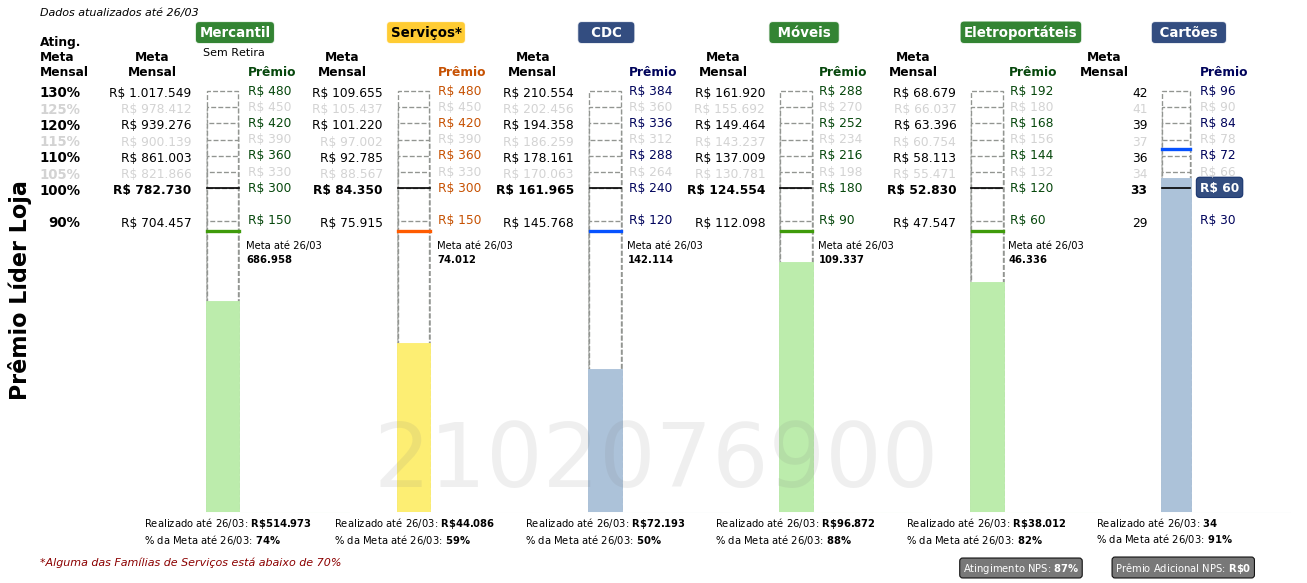 Dados atualizados até 26/03
Mercantil Serviços* CDC Móveis Eletroportáteis Cartões
Sem Retira
Ating. Meta Mensal
Meta Mensal Prêmio Meta Mensal Prêmio Meta Mensal Prêmio Meta Mensal Prêmio Meta Mensal Prêmio Meta Mensal Prêmio
130% R$ 1.017.549 R$ 480 R$ 109.655 R$ 480 R$ 210.554 R$ 384 R$ 161.920 R$ 288 R$ 68.679 R$ 192 42 R$ 96
125% R$ 978.412 R$ 450 R$ 105.437 R$ 450 R$ 202.456 R$ 360 R$ 155.692 R$ 270 R$ 66.037 R$ 180 41 R$ 90
120% R$ 939.276 R$ 420 R$ 101.220 R$ 420 R$ 194.358 R$ 336 R$ 149.464 R$ 252 R$ 63.396 R$ 168 39 R$ 84
115% R$ 900.139 R$ 390 R$ 97.002 R$ 390 R$ 186.259 R$ 312 R$ 143.237 R$ 234 R$ 60.754 R$ 156 37 R$ 78
110% R$ 861.003 R$ 360 R$ 92.785 R$ 360 R$ 178.161 R$ 288 R$ 137.009 R$ 216 R$ 58.113 R$ 144 36 R$ 72
105% R$ 821.866 R$ 330 R$ 88.567 R$ 330 R$ 170.063 R$ 264 R$ 130.781 R$ 198 R$ 55.471 R$ 132 34 R$ 66
100% R$ 782.730 R$ 300 R$ 84.350 R$ 300 R$ 161.965 R$ 240 R$ 124.554 R$ 180 R$ 52.830 R$ 120 33 R$ 60
90% R$ 704.457 R$ 150 R$ 75.915 R$ 150 R$ 145.768 R$ 120 R$ 112.098 R$ 90 R$ 47.547 R$ 60 29 R$ 30
Meta até 26/03 Meta até 26/03 Meta até 26/03 Meta até 26/03 Meta até 26/03
686.958 74.012 142.114 109.337 46.336
Prêmio Líder Loja
2102076900
Realizado até 26/03: R$514.973 Realizado até 26/03: R$44.086 Realizado até 26/03: R$72.193 Realizado até 26/03: R$96.872 Realizado até 26/03: R$38.012 Realizado até 26/03: 34
% da Meta até 26/03: 74% % da Meta até 26/03: 59% % da Meta até 26/03: 50% % da Meta até 26/03: 88% % da Meta até 26/03: 82% % da Meta até 26/03: 91%
*Alguma das Famílias de Serviços está abaixo de 70%
Atingimento NPS: 87% Prêmio Adicional NPS: R$0